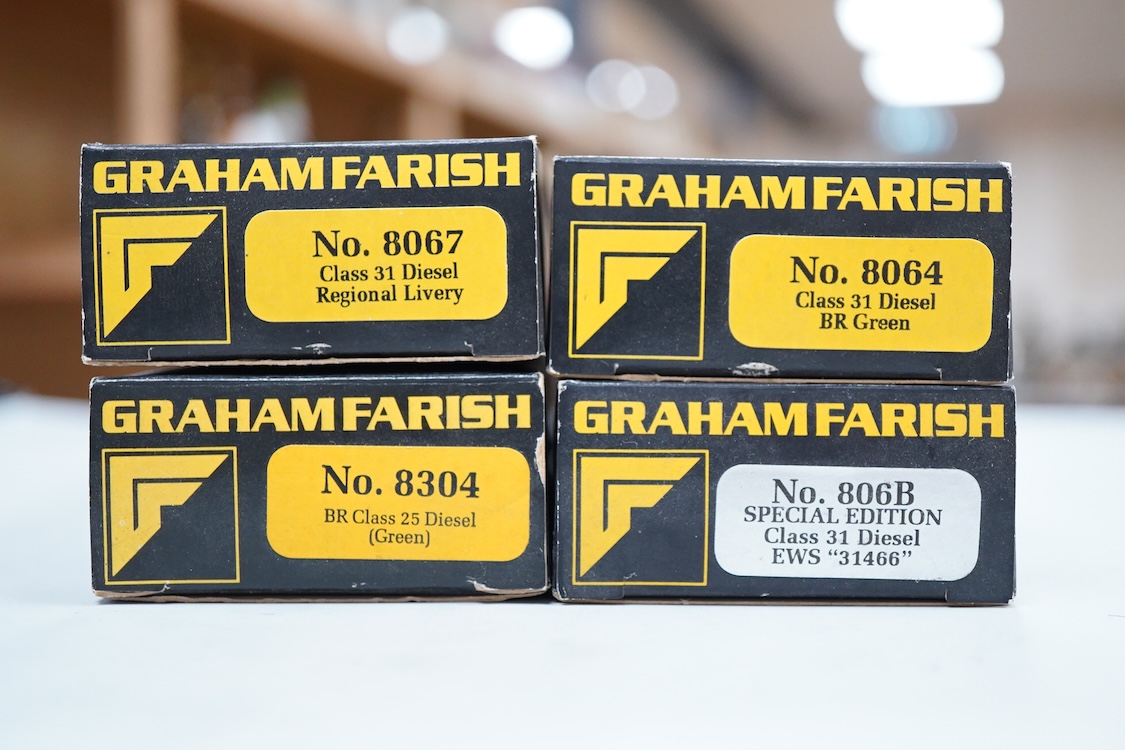 GRAHAM FARISH
No. 8067
Class 31 Diesel
Regional Livery
GRAHAM FARISH
No. 8064
Class 31 Diesel
BR Green
GRAHAM FARISH
No. 8304
BR Class 25 Diesel
(Green)
GRAHAM FARISH
No. 806B
SPECIAL EDITION
Class 31 Diesel
EWS “31466”